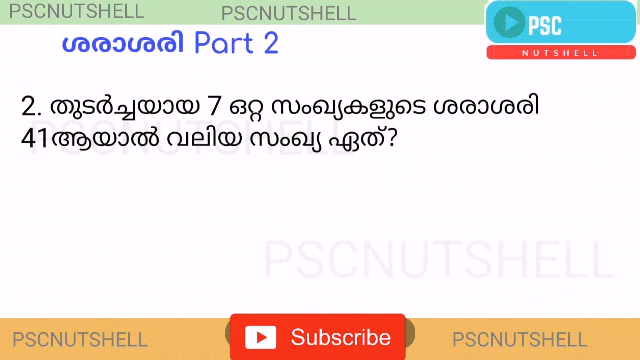 PSCNUTSHELL
PSCNUTSHELL
PSC
NUTSHELL
ശരാശരി Part 2
2. തുടർച്ചയായ 7 ഒറ്റ സംഖ്യകളുടെ ശരാശരി
41ആയാൽ വലിയ സംഖ്യ ഏത്?
PSCNUTSHELL
PSCNUTSHELL
PSCNUTSHELL
Subscribe
PSCNUTSHELL